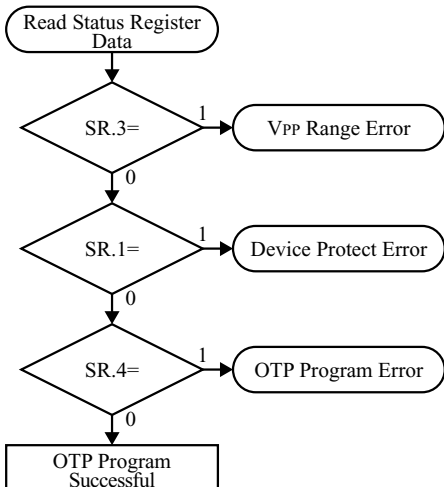 Read Status Register
Data
SR.3=
1
VPP Range Error
0
SR.1=
1
Device Protect Error
0
SR.4=
1
OTP Program Error
0
OTP Program
Successful